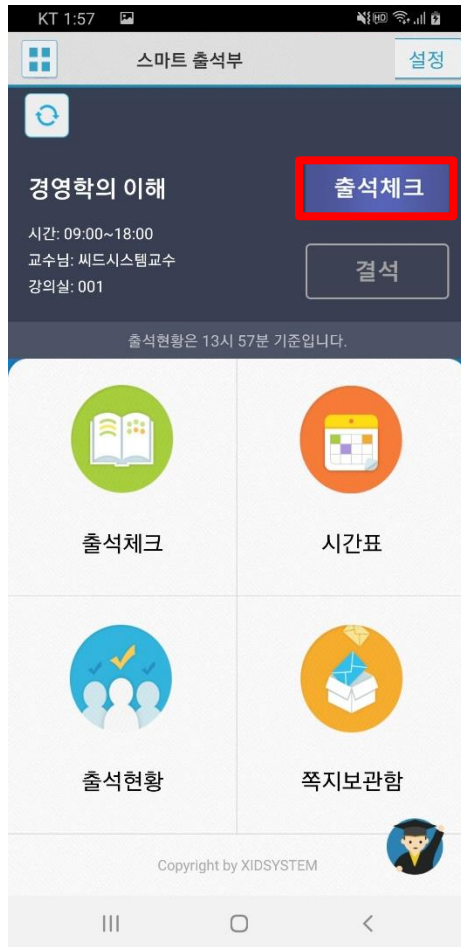 KT 1:57
스마트 출석부
설정
경영학의 이해
출석체크
시간: 09:00~18:00
교수님: 씨드시스템교수
강의실: 001
결석
출석현황은 13시 57분 기준입니다.
출석체크
시간표
출석현황
쪽지보관함
Copyright by XIDSYSTEM